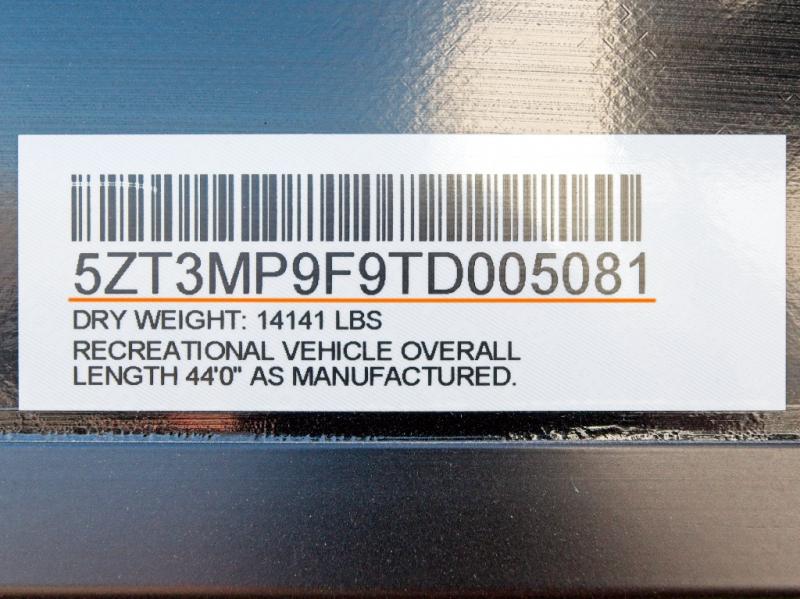 5ZT3MP9F9TD005081
DRY WEIGHT: 14141 LBS
RECREATIONAL VEHICLE OVERALL
LENGTH 44'0" AS MANUFACTURED.